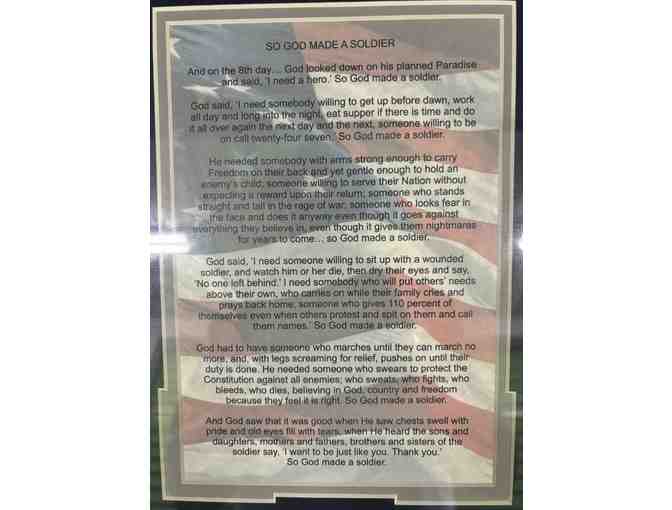 SO GOD MADE A SOLDIER
And on the 8th day… God looked down on his planned Paradise
and said, 'I need a hero.' So God made a soldier.
God said, 'I need somebody willing to get up before dawn, work
all day and long into the night, eat supper if there is time and do
it all over again the next day and the next, someone willing to be
on call twenty-four seven.' So God made a soldier.
He needed somebody with arms strong enough to carry
Freedom on their back and yet gentle enough to hold an
enemy's child; someone willing to serve their Nation without
expecting a reward upon their return; someone who stands
straight and tall in the rage of war; someone who looks fear in
the face and does it anyway even though it goes against
everything they believe in, even though it gives them nightmares
for years to come… so God made a soldier.
God said, 'I need someone willing to sit up with a wounded
soldier, and watch him or her die, then dry their eyes and say,
'No one left behind.' I need somebody who will put others' needs
above their own, who carries on while their family cries and
prays back home; someone who gives 110 percent of
themselves even when others protest and spit on them and call
them names.' So God made a soldier.
God had to have someone who marches until they can march no
more, and, with legs screaming for relief, pushes on until their
duty is done. He needed someone who swears to protect the
Constitution against all enemies; who sweats, who fights, who
bleeds, who dies, believing in God, country and freedom
because they feel it is right. So God made a soldier.
And God saw that it was good when He saw chests swell with
pride and old eyes fill with tears, when He heard the sons and
daughters, mothers and fathers, brothers and sisters of the
soldier say, 'I want to be just like you. Thank you.'
So God made a soldier.